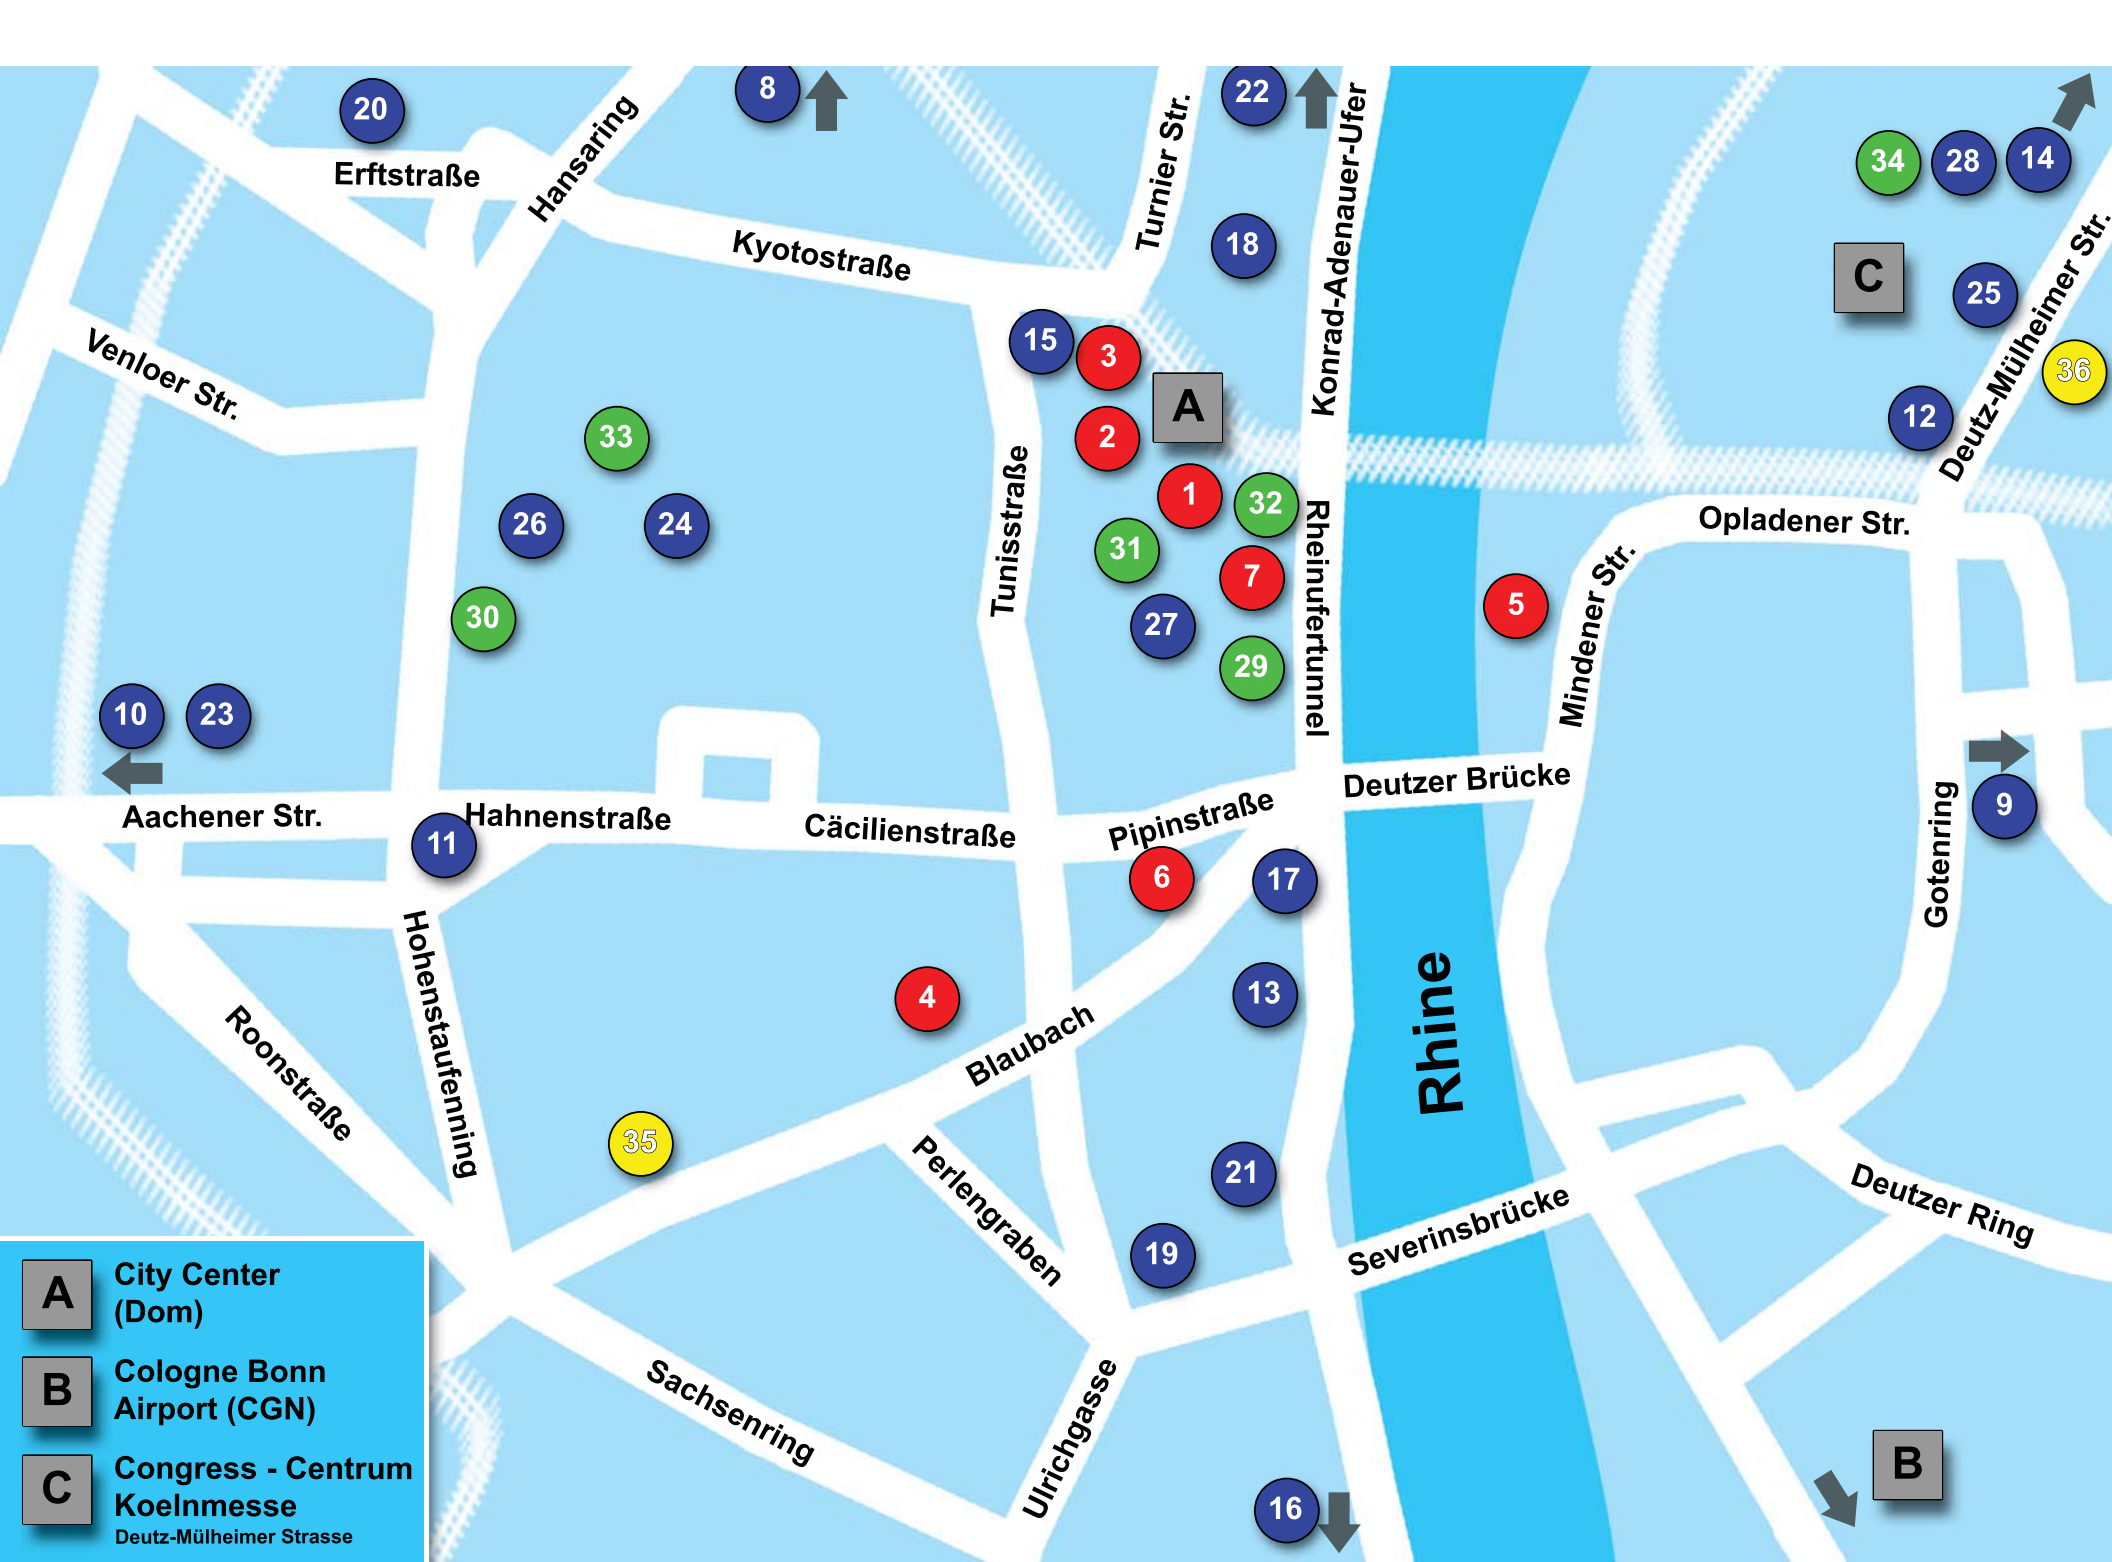 8
22
20
Erftstraße
Hansaring
Kyotostraße
Turnier Str.
Konrad-Adenauer-Ufer
18
34
28
14
C
25
Deutz-Mülheimer Str.
36
12
Venloer Str.
15
3
A
2
33
26
24
30
Tunisstraße
1
32
31
7
27
29
Rheinufertunnel
5
Mindener Str.
Opladener Str.
10
23
Aachener Str.
11
Hahnenstraße
Cäcilienstraße
Pipinstraße
Deutzer Brücke
Gotenring
9
6
17
13
4
Blaubach
Rhine
Roonstraße
Hohenstaufenning
35
Perlengraben
21
19
Severinsbrücke
Deutzer Ring
Sachsenring
Ulrichgasse
16
B
A
City Center
(Dom)
B
Cologne Bonn
Airport (CGN)
C
Congress - Centrum
Koelnmesse
Deutz-Mülheimer Strasse